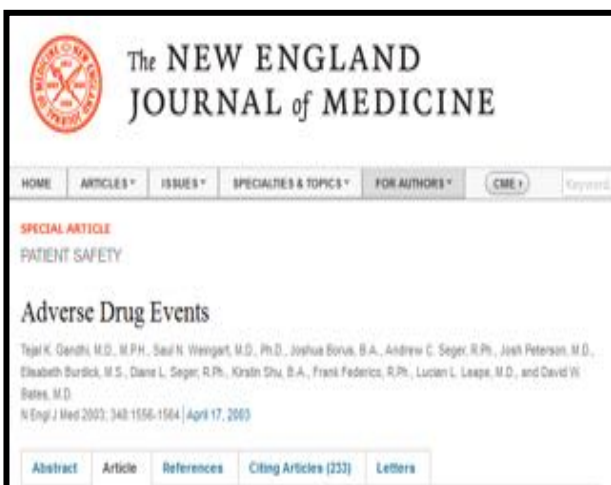 The NEW ENGLAND
JOURNAL of MEDICINE
HOME ARTICLES ISSUES SPECIALTIES & TOPICS FOR AUTHORS CME Keyword
SPECIAL ARTICLE
PATIENT SAFETY
Adverse Drug Events
Tejal K. Gandhi, M.D., M.P.H., Saul N. Weingart, M.D., Ph.D., Joshua Borus, B.A., Andrew C. Seger, R.Ph., Josh Peterson, M.D.,
Elisabeth Burdick, M.S., Diane L. Seger, R.Ph., Kirstin Shu, B.A., Frank Federico, R.Ph., Lucian L. Leape, M.D., and David W.
Bates, M.D.
N Engl J Med 2003; 348:1556-1564 | April 17, 2003
Abstract Article References Citing Articles (233) Letters